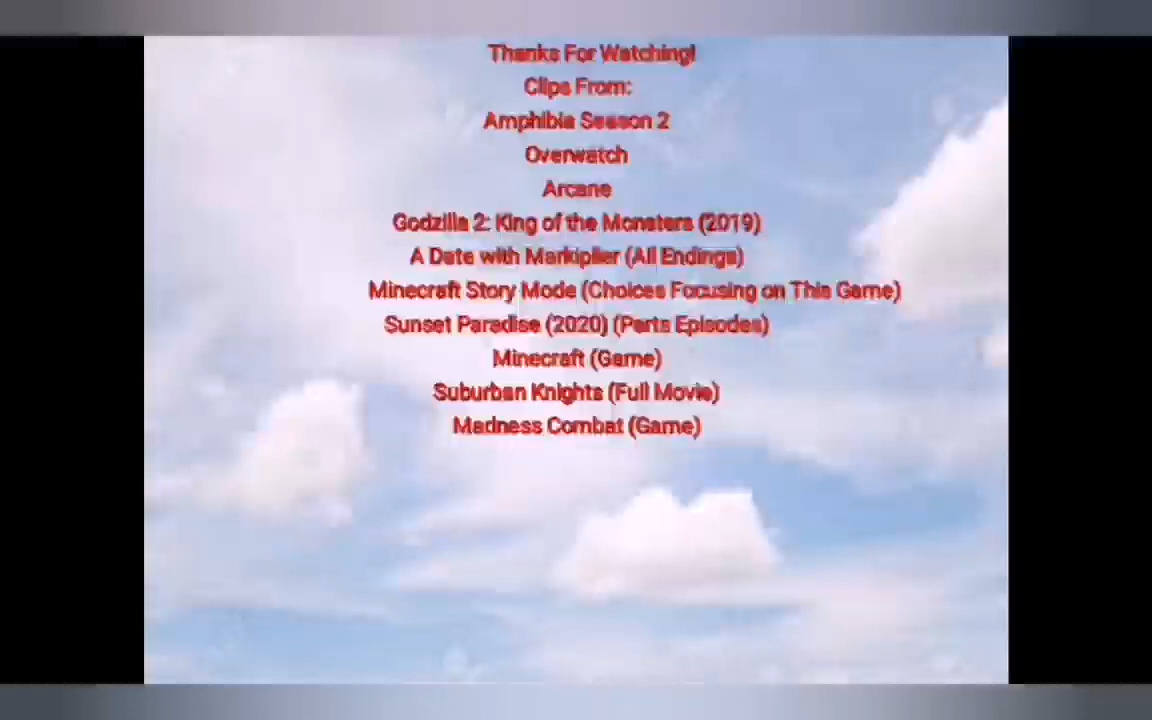 Thanks For Watching!
Clips From:
Amphibia Season 2
Overwatch
Arcane
Godzilla 2: King of the Monsters (2019)
A Date with Markiplier (All Endings)
Minecraft Story Mode (Choices Focusing on This Game)
Sunset Paradise (2020) (Parts Episodes)
Minecraft (Game)
Suburban Knights (Full Movie)
Madness Combat (Game)